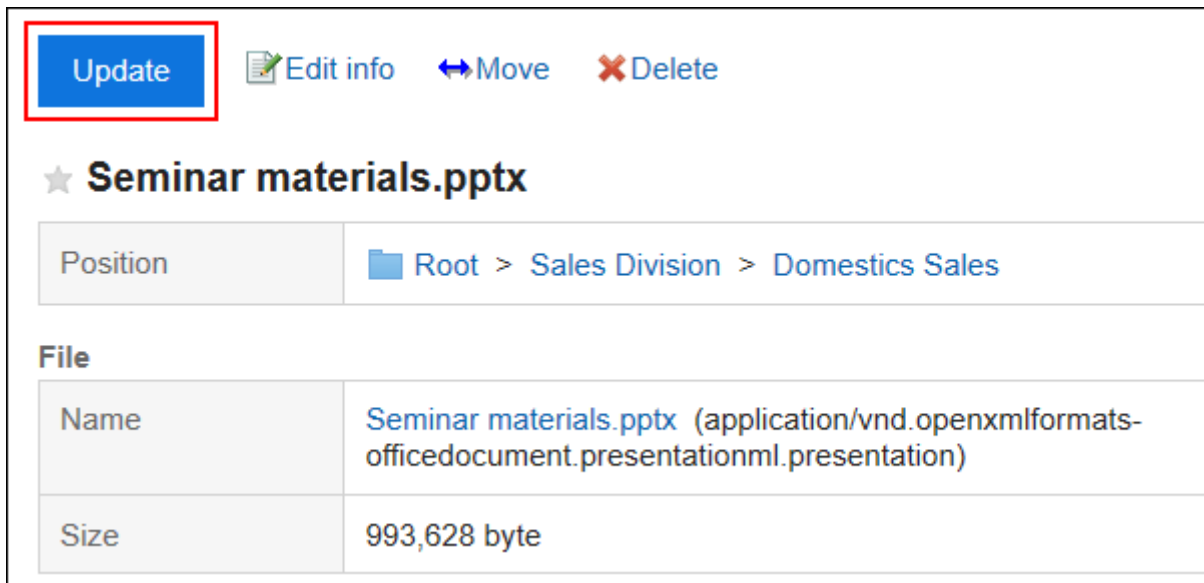 Update Edit info Move Delete
Seminar materials.pptx
Position Root > Sales Division > Domestics Sales
File
Name Seminar materials.pptx (application/vnd.openxmlformats-
officedocument.presentationml.presentation)
Size 993,628 byte